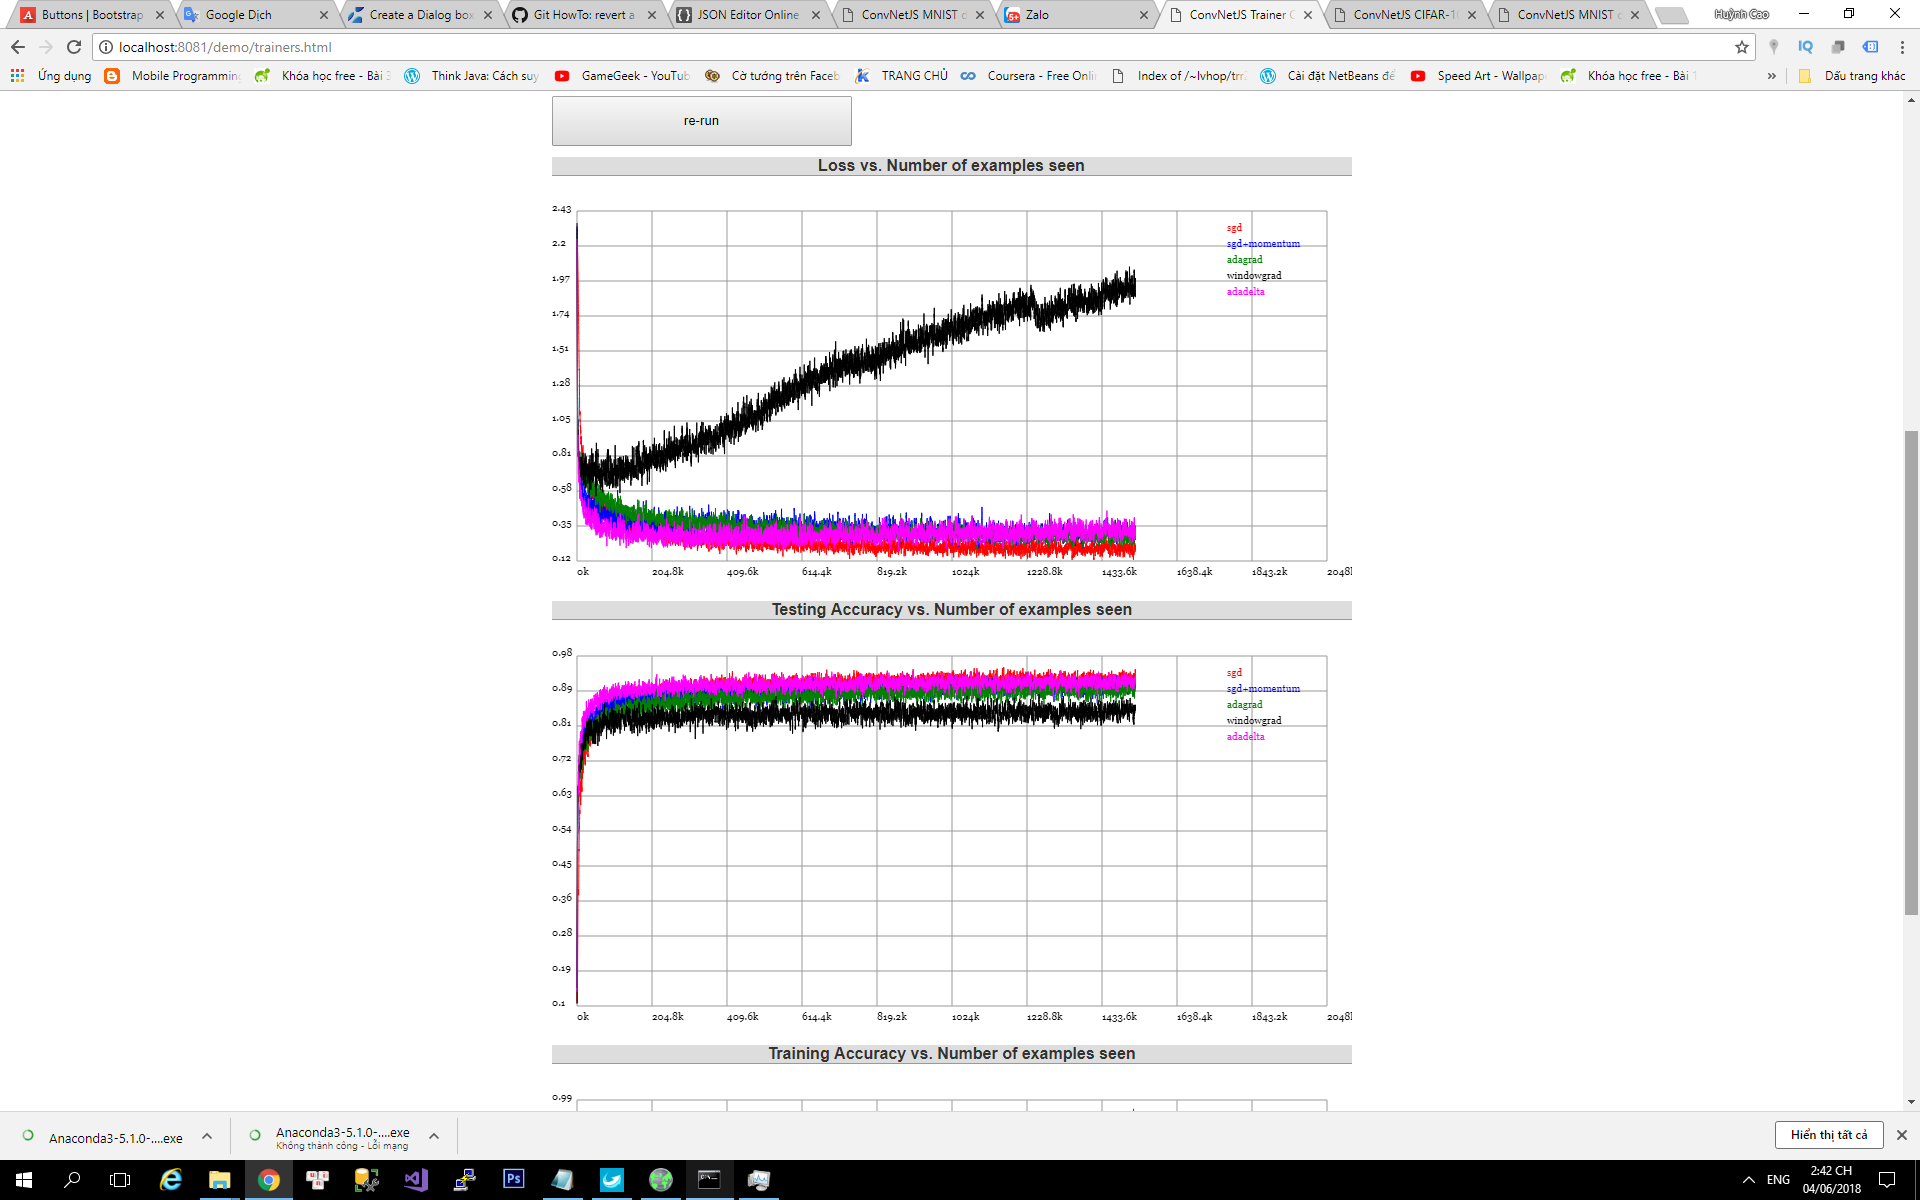 Buttons | Bootstrap
Google Dịch
Create a Dialog box
Git HowTo: revert a
JSON Editor Online
ConvNetJS MNIST
Zalo
ConvNetJS Trainer
ConvNetJS CIFAR-1
ConvNetJS MNIST
Huỳnh Cao
localhost:8081/demo/trainers.html
Ứng dụng
Mobile Programming
Khóa học free - Bài
Think Java: Cách suy
GameGeek - YouTub
Cờ tướng trên Faceb
TRANG CHỦ
Coursera - Free Onli
Index of /~lvhop/trr
Cài đặt NetBeans để
Speed Art - Wallpap
Khóa học free - Bài 1
»
Dấu trang khác
re-run
Loss vs. Number of examples seen
2.43
2.2
1.97
1.74
1.51
1.28
1.05
0.81
0.58
0.35
0.12
0k 204.8k 409.6k 614.4k 819.2k 1024k 1228.8k 1433.6k 1638.4k 1843.2k 2048k
sgd
sgd+momentum
adagrad
windowgrad
adadelta
Testing Accuracy vs. Number of examples seen
0.98
0.89
0.81
0.72
0.63
0.54
0.45
0.36
0.28
0.19
0.1
0k 204.8k 409.6k 614.4k 819.2k 1024k 1228.8k 1433.6k 1638.4k 1843.2k 2048k
sgd
sgd+momentum
adagrad
windowgrad
adadelta
Training Accuracy vs. Number of examples seen
0.99
Anaconda3-5.1.0-....exe
Anaconda3-5.1.0-....exe
Không thành công - Lỗi mạng
Hiển thị tất cả
ENG
2:42 CH
04/06/2018